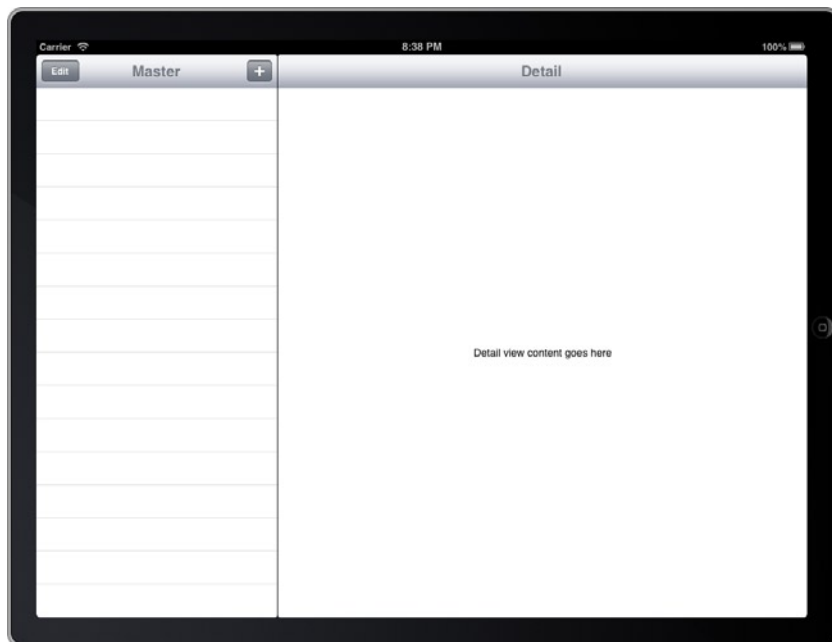 Carrier 8:38 PM 100%
Edit Master + Detail
Detail view content goes here